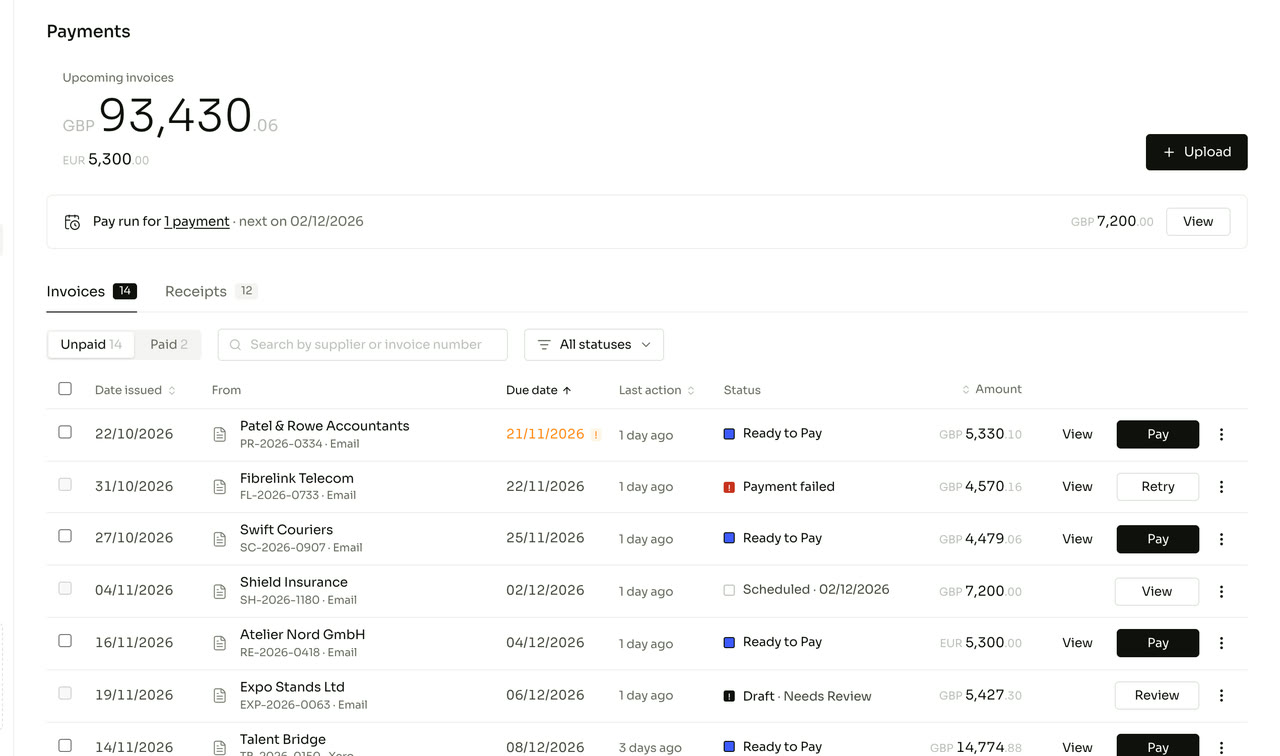 Payments
Upcoming invoices
GBP 93,430.06
EUR 5,300.00
+ Upload
Pay run for 1 payment · next on 02/12/2026 GBP 7,200.00 View
Invoices 14 Receipts 12
Unpaid 14 Paid 2 Search by supplier or invoice number All statuses
Date issued From Due date ↑ Last action Status Amount
22/10/2026 Patel & Rowe Accountants 21/11/2026 ! 1 day ago Ready to Pay GBP 5,330.10 View Pay
PR-2026-0334 · Email
31/10/2026 Fibrelink Telecom 22/11/2026 1 day ago ! Payment failed GBP 4,570.16 View Retry
FL-2026-0733 · Email
27/10/2026 Swift Couriers 25/11/2026 1 day ago Ready to Pay GBP 4,479.06 View Pay
SC-2026-0907 · Email
04/11/2026 Shield Insurance 02/12/2026 1 day ago Scheduled · 02/12/2026 GBP 7,200.00 View
SH-2026-1180 · Email
16/11/2026 Atelier Nord GmbH 04/12/2026 1 day ago Ready to Pay EUR 5,300.00 View Pay
RE-2026-0418 · Email
19/11/2026 Expo Stands Ltd 06/12/2026 1 day ago ! Draft · Needs Review GBP 5,427.30 Review
EXP-2026-0063 · Email
14/11/2026 Talent Bridge 08/12/2026 3 days ago Ready to Pay GBP 14,774.88 View Pay